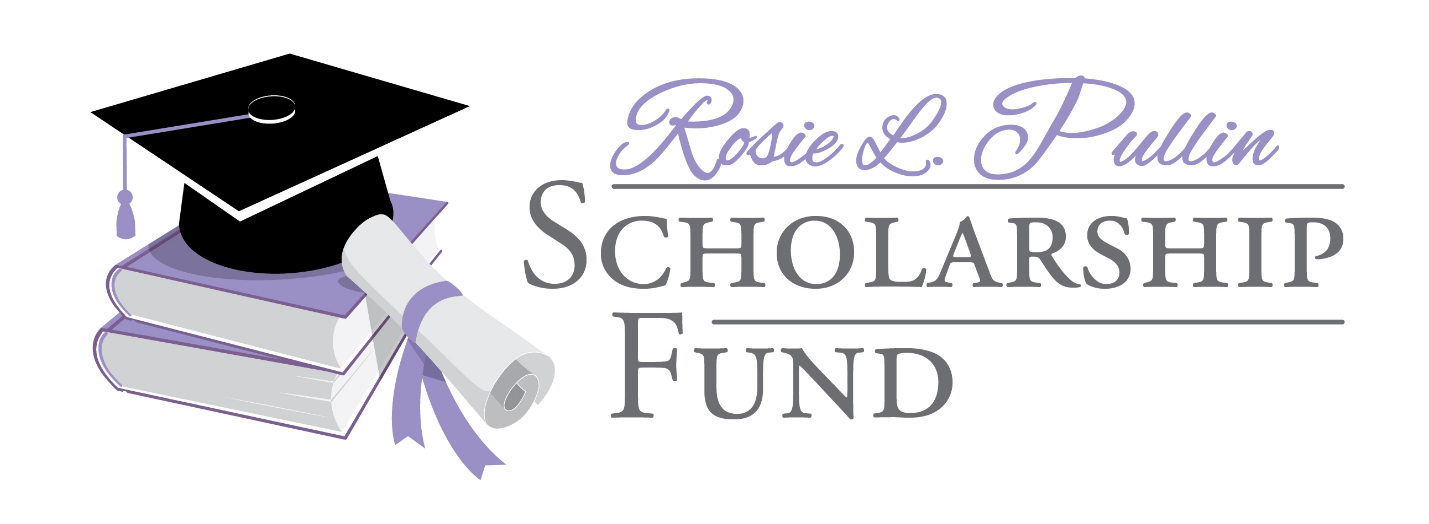 Rosie L. Pullin
Scholarship
Fund